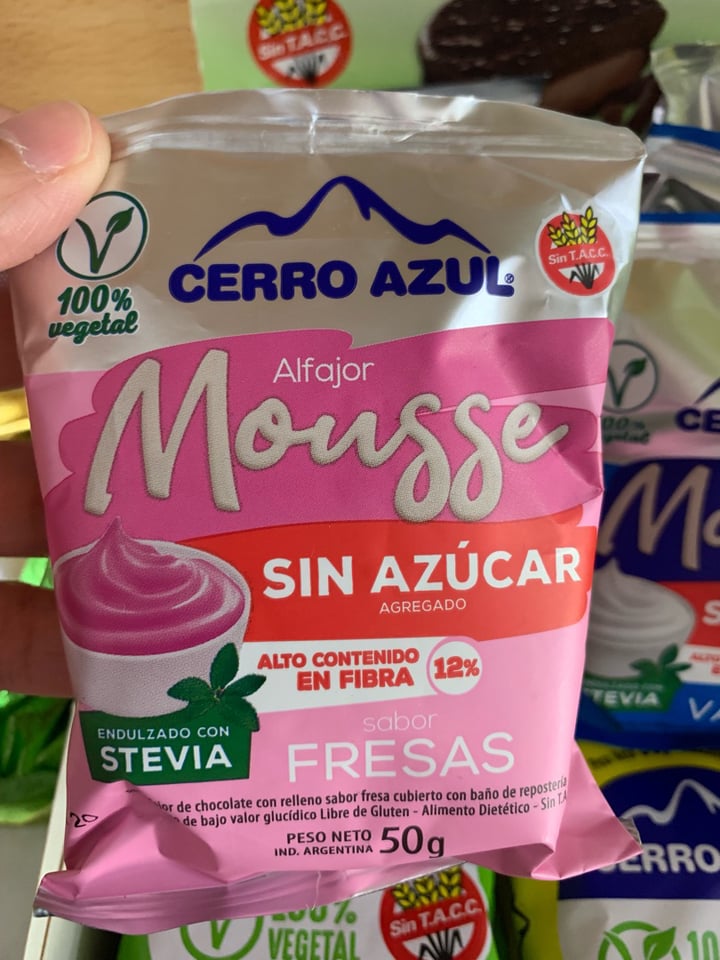 Sin T.A.C.C.
CERRO AZUL
100%
vegetal
Sin T.A.C.C.
Alfajor
Mousse
SIN AZÚCAR
AGREGADO
ALTO CONTENIDO
EN FIBRA
12%
ENDULZADO CON
STEVIA
sabor
FRESAS
de chocolate con relleno sabor fresa cubierto con baño de repostería
de bajo valor glucídico Libre de Gluten - Alimento Dietético - Sin T.A
PESO NETO
IND. ARGENTINA
50g
STEVIA
VEGETAL
Sin T.A.C.C.